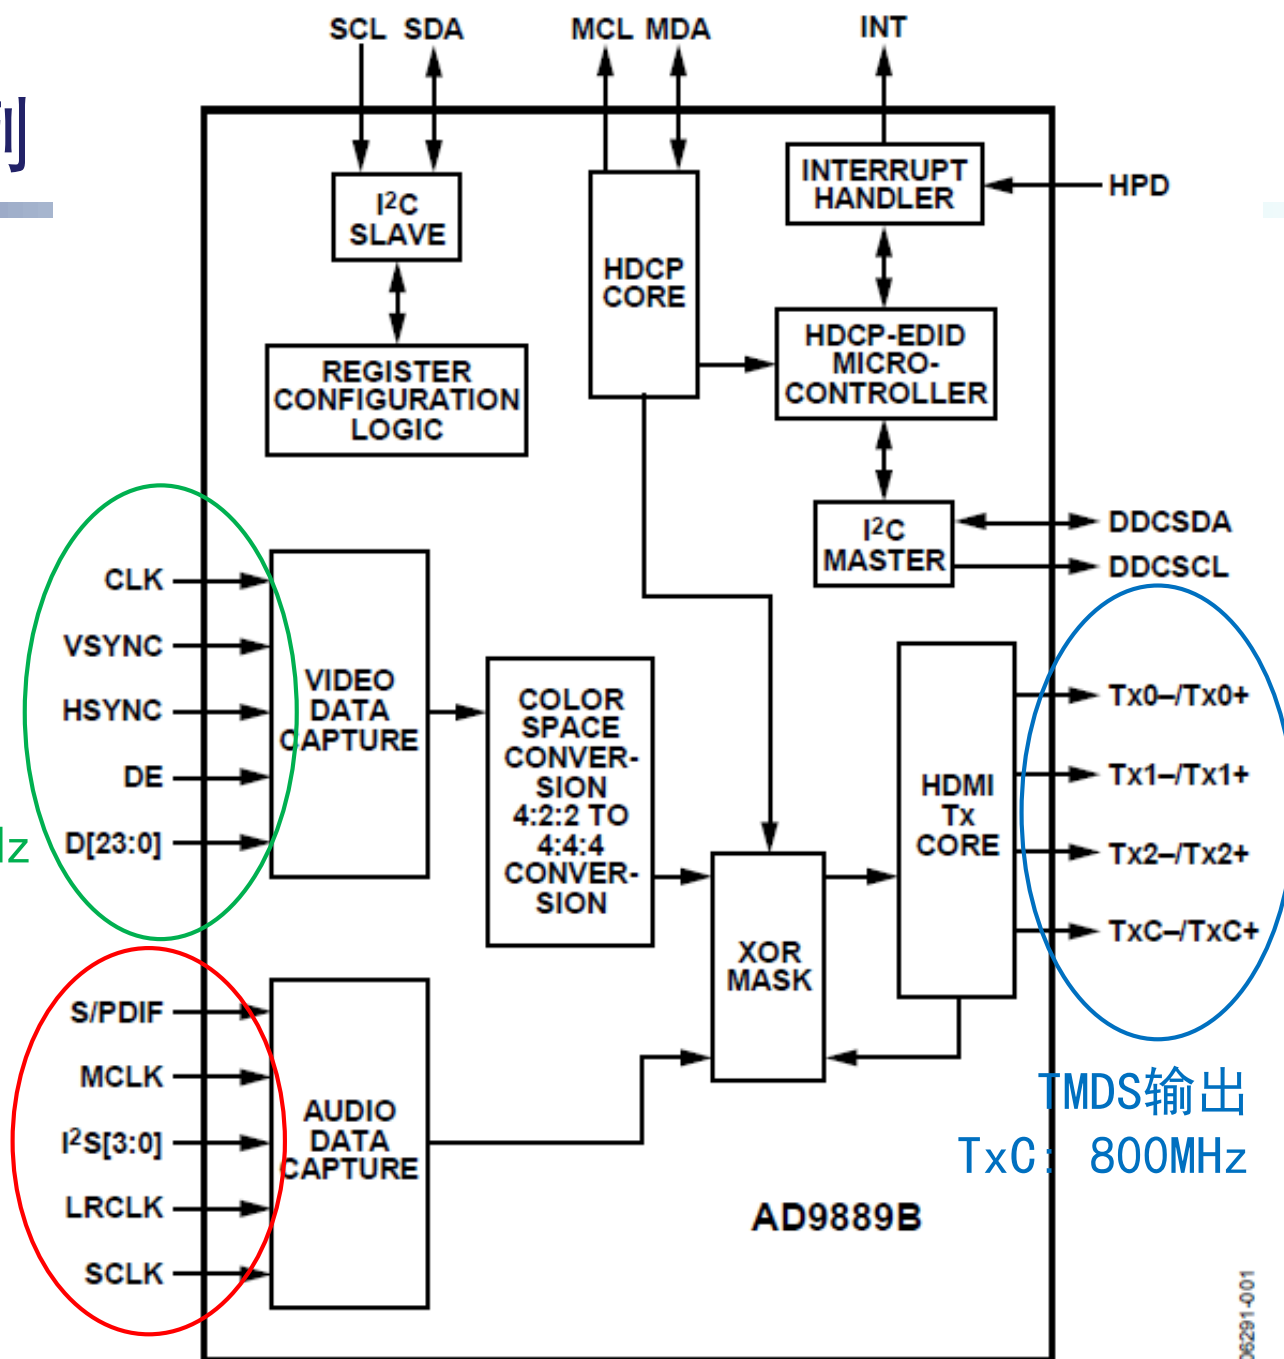 例
SCL SDA
MCL MDA
INT
I²C
SLAVE
HDCP
CORE
INTERRUPT
HANDLER
HPD
REGISTER
CONFIGURATION
LOGIC
HDCP-EDID
MICRO-
CONTROLLER
I²C
MASTER
DDCSDA
DDCSCL
CLK
VSYNC
HSYNC
DE
D[23:0]
Hz
VIDEO
DATA
CAPTURE
COLOR
SPACE
CONVER-
SION
4:2:2 TO
4:4:4
CONVER-
SION
XOR
MASK
HDMI
Tx
CORE
Tx0–/Tx0+
Tx1–/Tx1+
Tx2–/Tx2+
TxC–/TxC+
S/PDIF
MCLK
I²S[3:0]
LRCLK
SCLK
AUDIO
DATA
CAPTURE
TMDS输出
TxC: 800MHz
AD9889B
06291-001